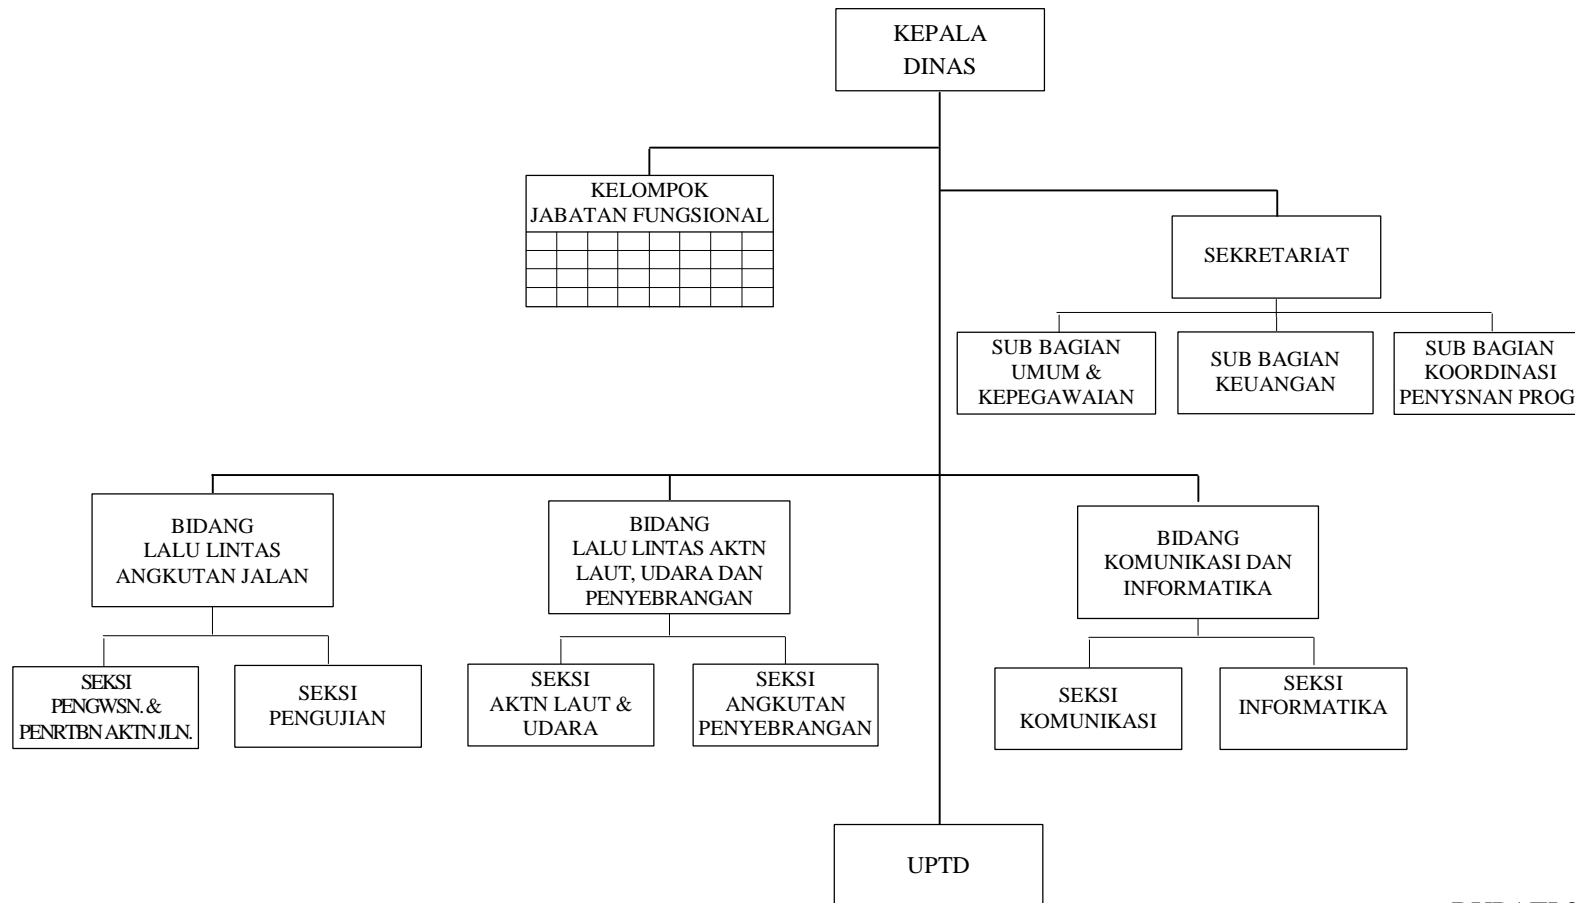 KEPALA
DINAS
KELOMPOK
JABATAN FUNGSIONAL
SEKRETARIAT
SUB BAGIAN
UMUM &
KEPEGAWAIAN
SUB BAGIAN
KEUANGAN
SUB BAGIAN
KOORDINASI
PENYSNAN PROG
BIDANG
LALU LINTAS
ANGKUTAN JALAN
BIDANG
LALU LINTAS AKTN
LAUT, UDARA DAN
PENYEBRANGAN
BIDANG
KOMUNIKASI DAN
INFORMATIKA
SEKSI
PENGWSN. &
PENRTBN AKTN JLN.
SEKSI
PENGUJIAN
SEKSI
AKTN LAUT &
UDARA
SEKSI
ANGKUTAN
PENYEBRANGAN
SEKSI
KOMUNIKASI
SEKSI
INFORMATIKA
UPTD